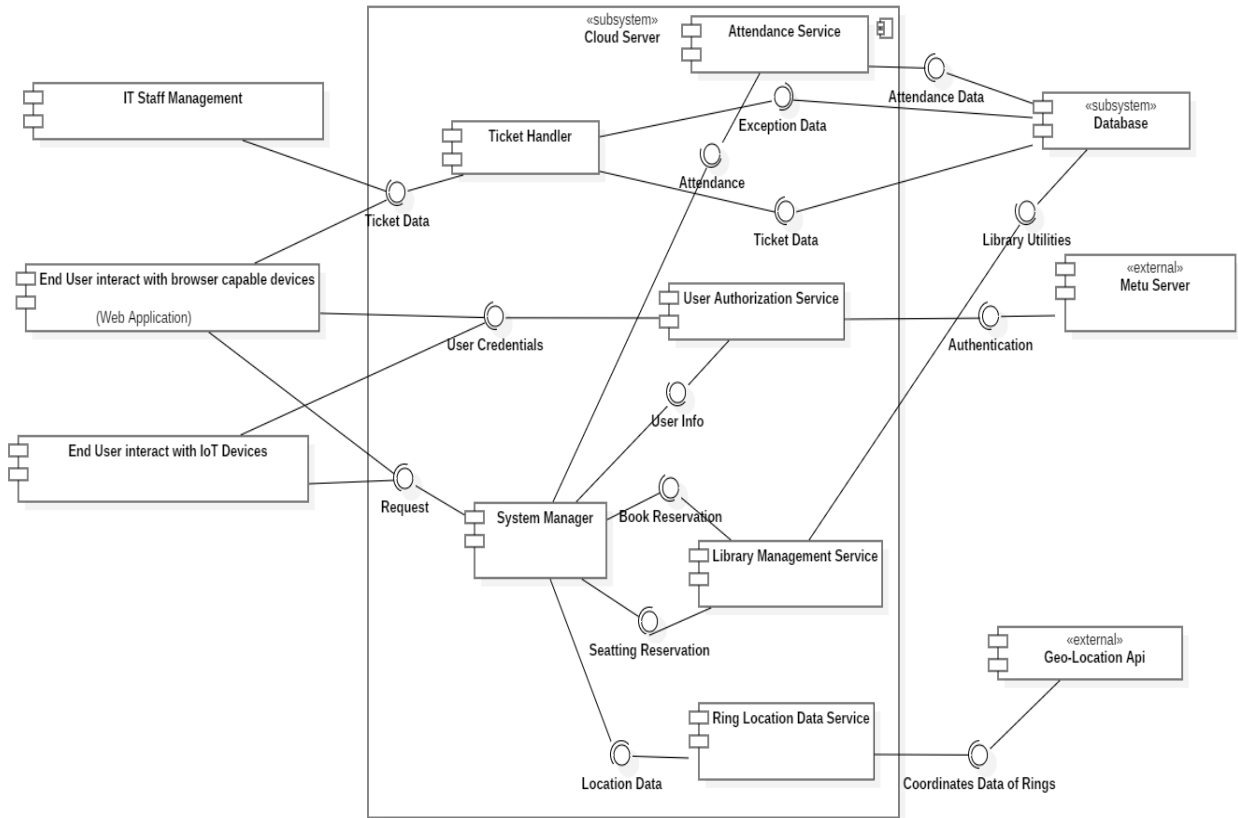 «subsystem»
Cloud Server
Attendance Service
IT Staff Management
Attendance Data
«subsystem»
Database
Ticket Handler
Exception Data
Attendance
Ticket Data
Ticket Data
Library Utilities
End User interact with browser capable devices
(Web Application)
User Authorization Service
«external»
Metu Server
User Credentials
Authentication
User Info
End User interact with IoT Devices
Request
System Manager
Book Reservation
Library Management Service
Seatting Reservation
«external»
Geo-Location Api
Ring Location Data Service
Location Data
Coordinates Data of Rings